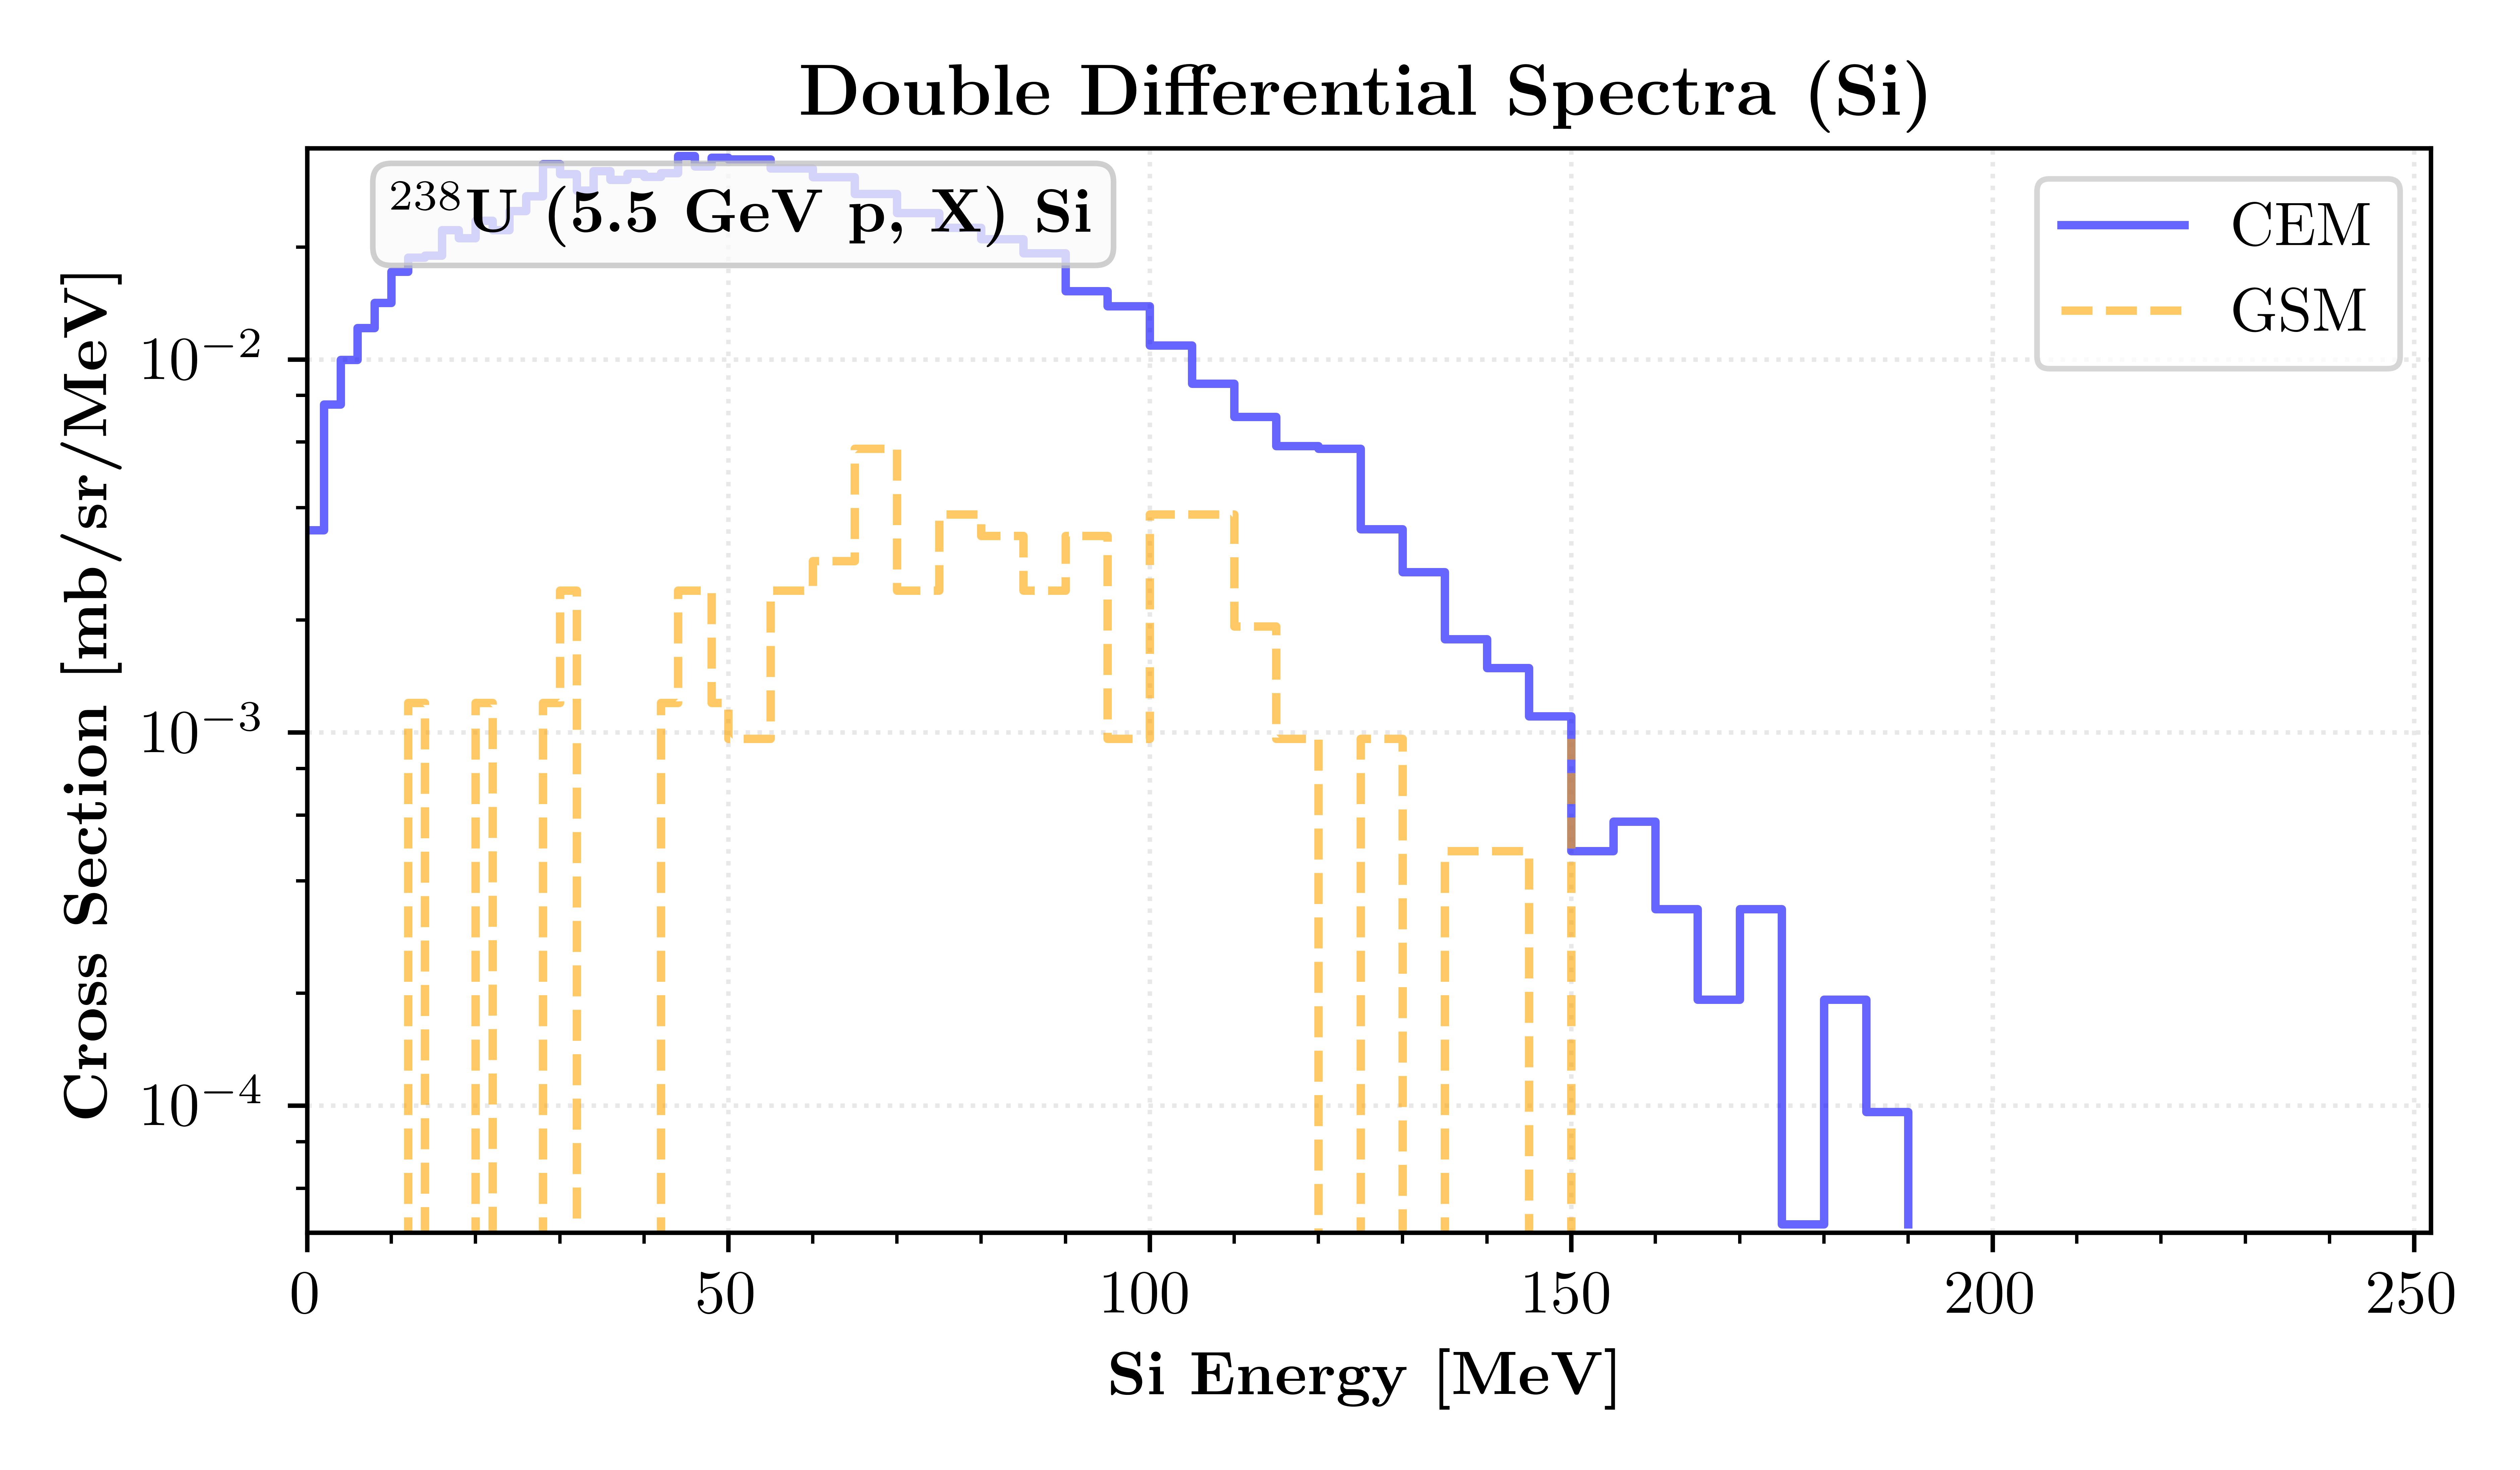 Double Differential Spectra (Si)
²³⁸U (5.5 GeV p, X) Si
CEM
GSM
Cross Section [mb/sr/MeV]
10⁻²
10⁻³
10⁻⁴
0 50 100 150 200 250
Si Energy [MeV]